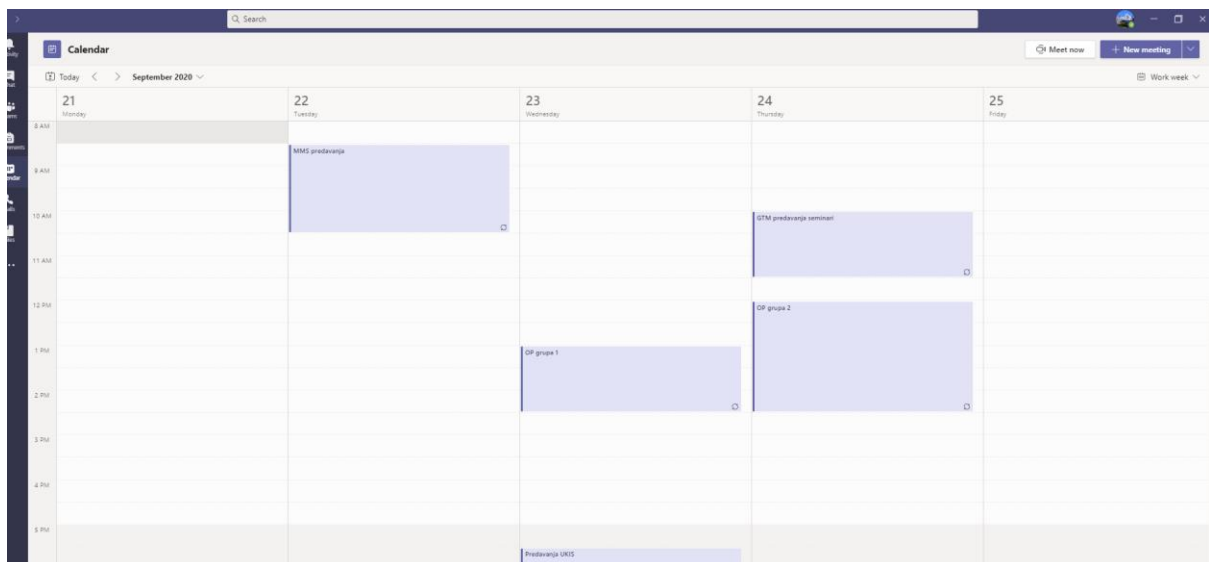 Search
Calendar
Meet now
+ New meeting
Today
September 2020
Work week
21
Monday
22
Tuesday
23
Wednesday
24
Thursday
25
Friday
8 AM
MMS predavanja
9 AM
10 AM
GTM predavanja seminari
11 AM
12 PM
OP grupa 2
1 PM
OP grupa 1
2 PM
3 PM
4 PM
5 PM
Predavanja UKIS